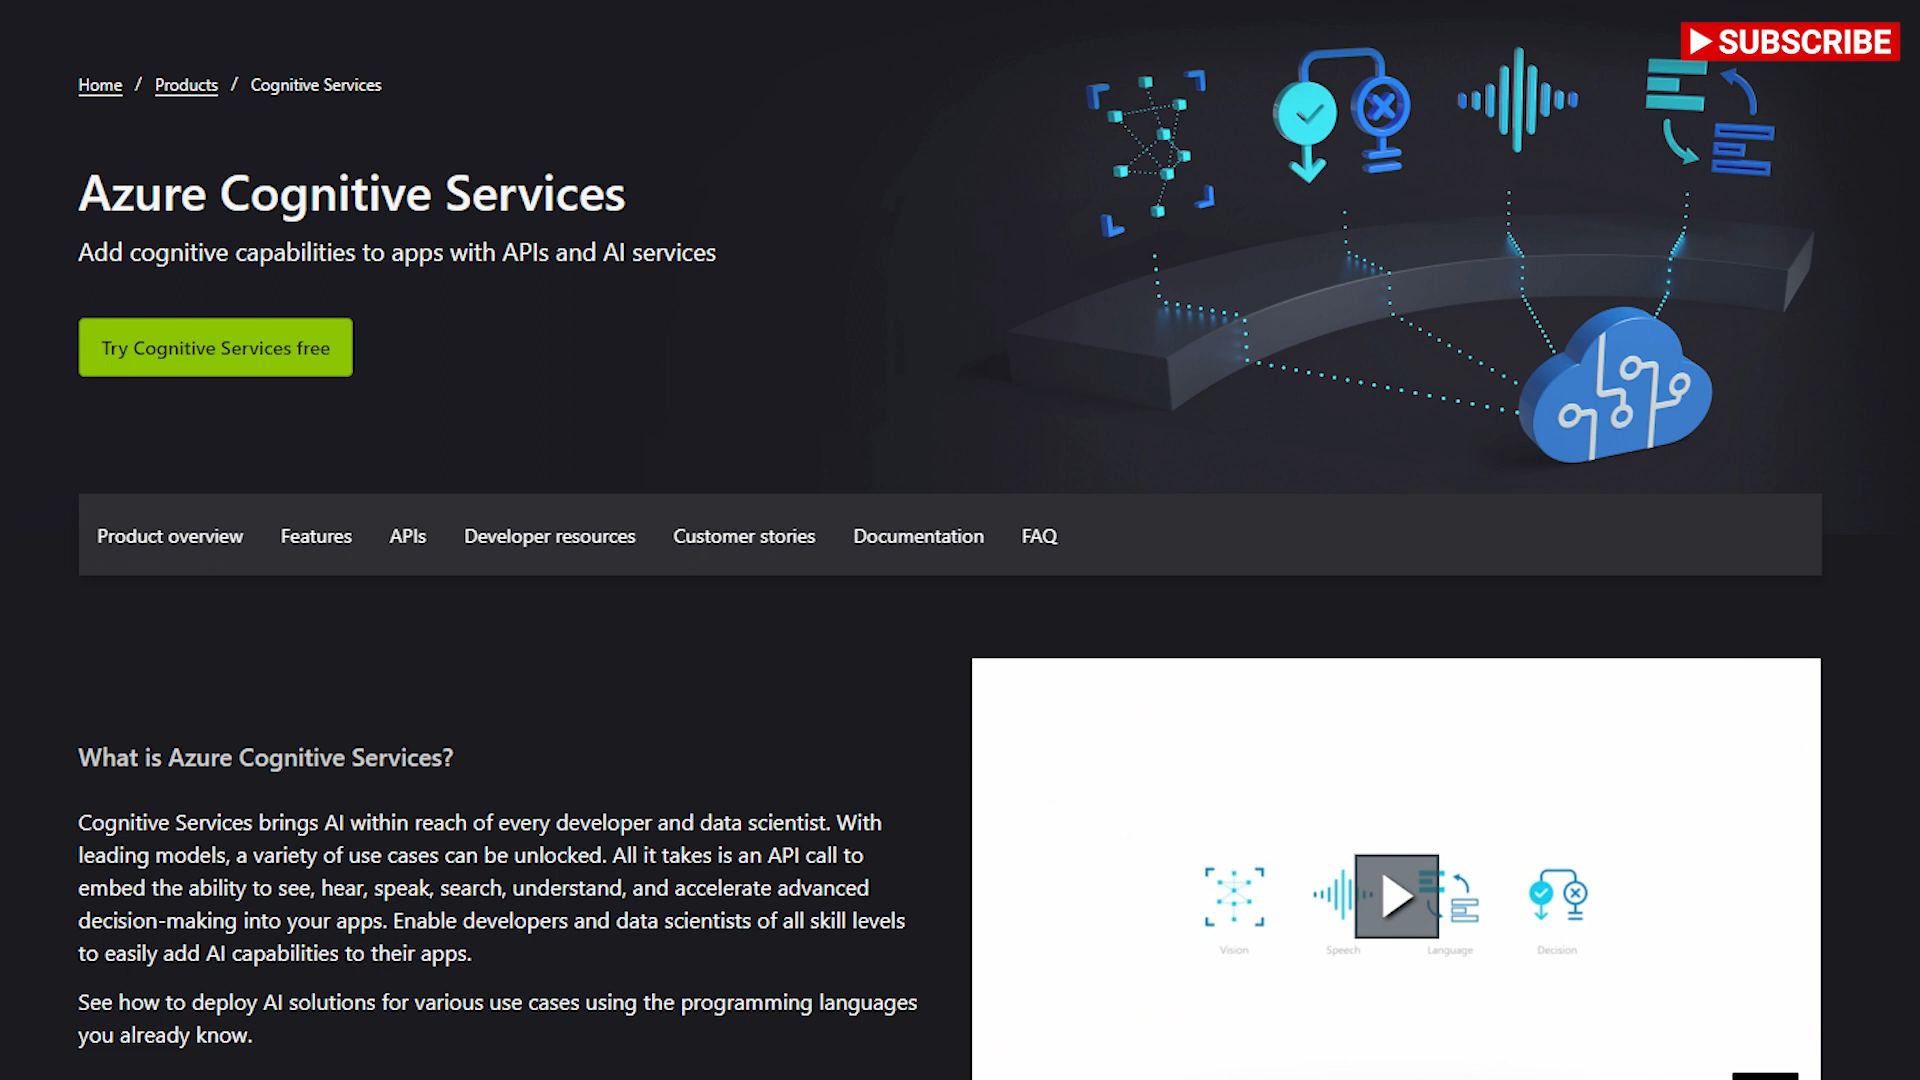 SUBSCRIBE
Home / Products / Cognitive Services
Azure Cognitive Services
Add cognitive capabilities to apps with APIs and AI services
Try Cognitive Services free
Product overview Features APIs Developer resources Customer stories Documentation FAQ
What is Azure Cognitive Services?
Cognitive Services brings AI within reach of every developer and data scientist. With
leading models, a variety of use cases can be unlocked. All it takes is an API call to
embed the ability to see, hear, speak, search, understand, and accelerate advanced
decision-making into your apps. Enable developers and data scientists of all skill levels
to easily add AI capabilities to their apps.
See how to deploy AI solutions for various use cases using the programming languages
you already know.
Vision Speech Language Decision